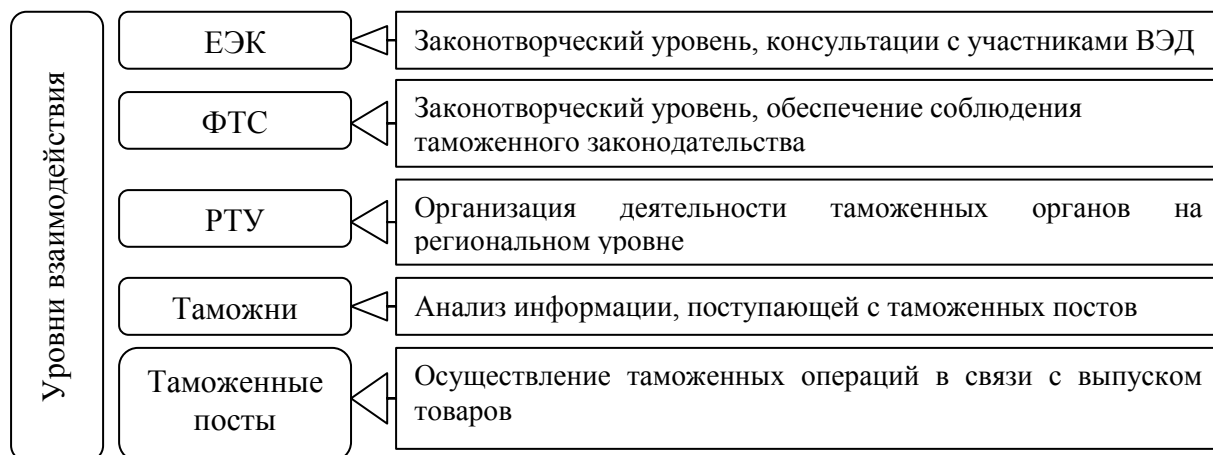 Уровни взаимодействия
ЕЭК
Законотворческий уровень, консультации с участниками ВЭД
ФТС
Законотворческий уровень, обеспечение соблюдения
таможенного законодательства
РТУ
Организация деятельности таможенных органов на
региональном уровне
Таможни
Анализ информации, поступающей с таможенных постов
Таможенные
посты
Осуществление таможенных операций в связи с выпуском
товаров